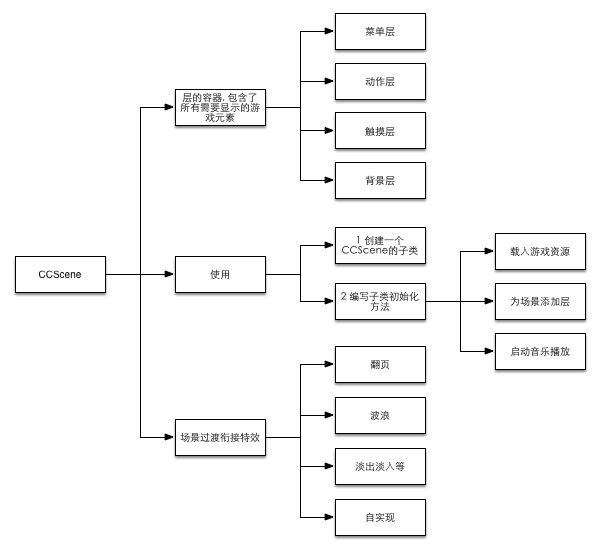 菜单层
动作层
层的容器, 包含了
所有需要显示的游
戏元素
触摸层
背景层
1 创建一个
CCScene的子类
载人游戏资源
CCScene
使用
2 编写子类初始化
方法
为场景添加层
启动音乐播放
翻页
波浪
场景过渡衔接特效
淡出淡人等
自实现